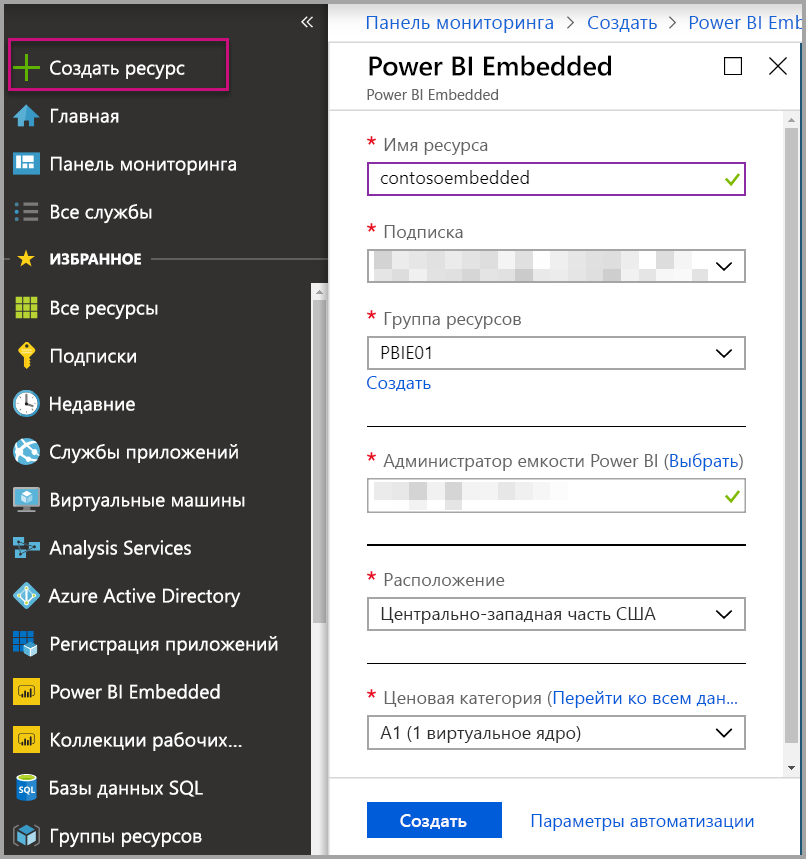 «
Создать ресурс
Главная
Панель мониторинга
Все службы
ИЗБРАННОЕ
Все ресурсы
Подписки
Недавние
Службы приложений
Виртуальные машины
Analysis Services
Azure Active Directory
Регистрация приложений
Power BI Embedded
Коллекции рабочих...
Базы данных SQL
Группы ресурсов
Панель мониторинга > Создать > Power BI Emb
Power BI Embedded
Power BI Embedded
* Имя ресурса
contosoembedded
* Подписка
* Группа ресурсов
PBIE01
Создать
* Администратор емкости Power BI (Выбрать)
* Расположение
Центрально-западная часть США
* Ценовая категория (Перейти ко всем дан...
A1 (1 виртуальное ядро)
Создать Параметры автоматизации